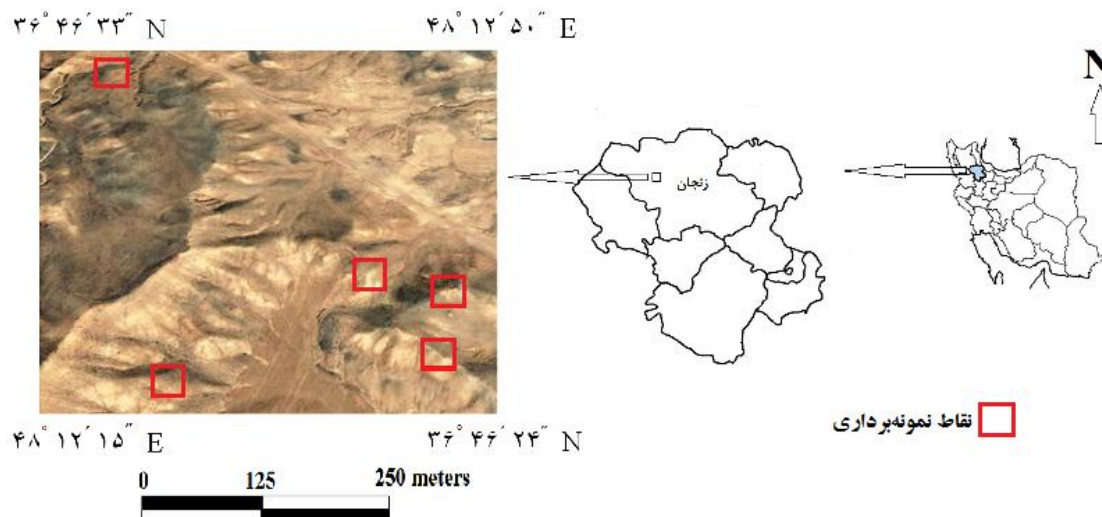 ۳۶° ۴۶′ ۳۳″ N
۴۸° ۱۲′ ۵۰″ E
N
زنجان
نقاط نمونه‌برداری
۴۸° ۱۲′ ۱۵″ E
۳۶° ۴۶′ ۲۴″ N
0 125 250 meters